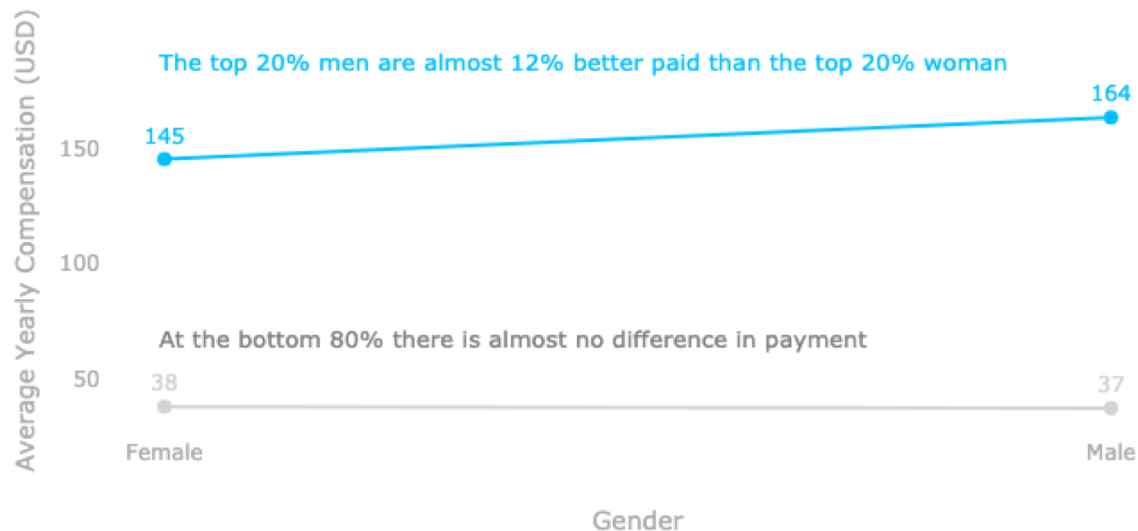 Average Yearly Compensation (USD)
The top 20% men are almost 12% better paid than the top 20% woman
164
145
150
100
At the bottom 80% there is almost no difference in payment
50
38
37
Female
Male
Gender